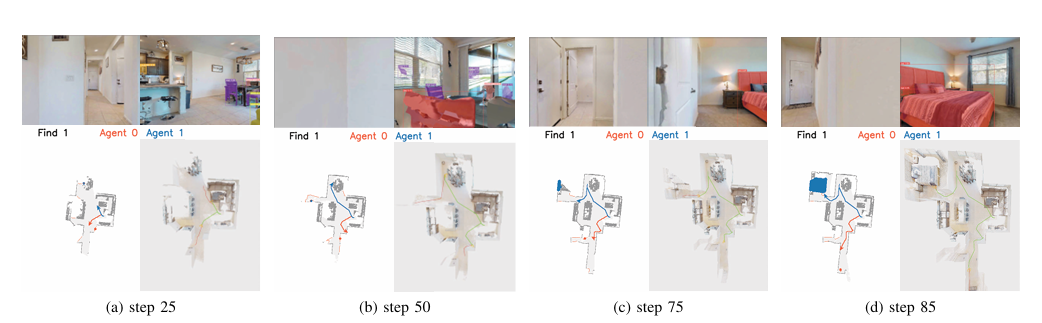 Find 1 Agent 0 Agent 1
Find 1 Agent 0 Agent 1
Find 1 Agent 0 Agent 1
Find 1 Agent 0 Agent 1
(a) step 25
(b) step 50
(c) step 75
(d) step 85